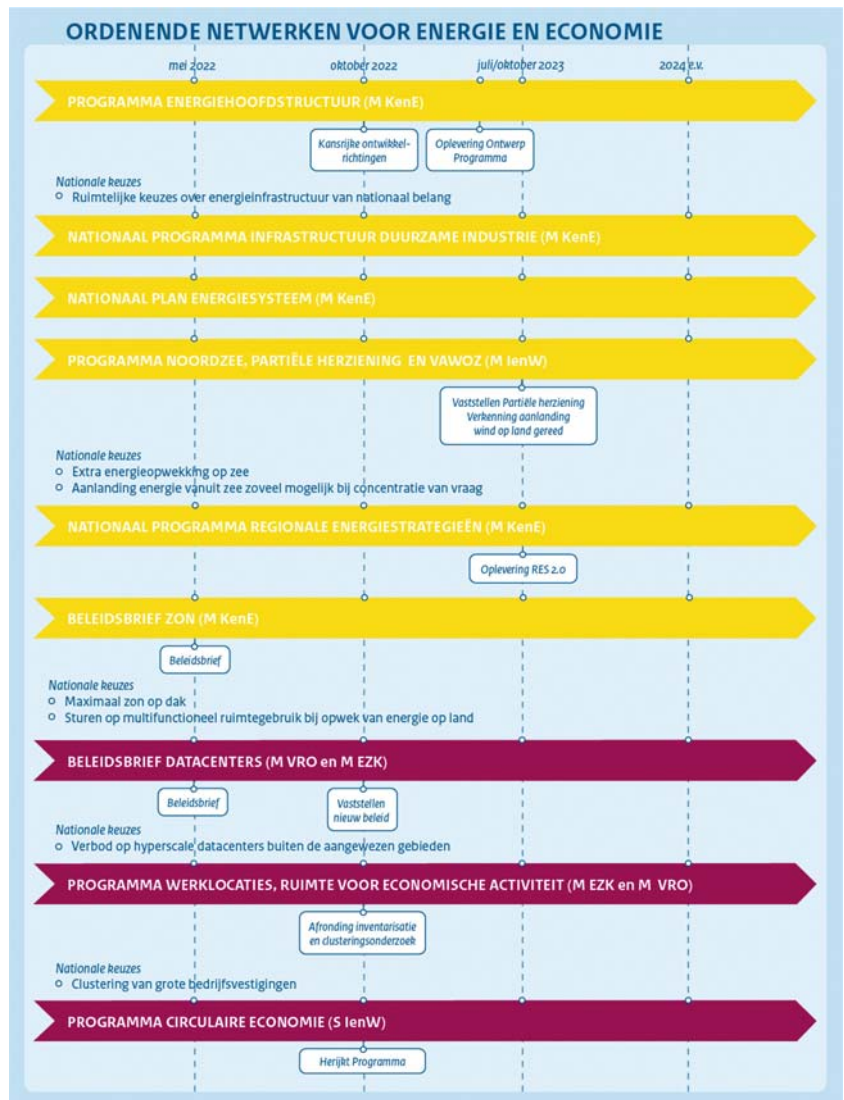 ORDENENDE NETWERKEN VOOR ENERGIE EN ECONOMIE
mei 2022
oktober 2022
juli/oktober 2023
2024 e.v.
PROGRAMMA ENERGIEHOOFDSTRUCTUUR (M KenE)
Kansrijke ontwikkel-
richtingen
Oplevering Ontwerp
Programma
Nationale keuzes
Ruimtelijke keuzes over energieinfrastructuur van nationaal belang
NATIONAAL PROGRAMMA INFRASTRUCTUUR DUURZAME INDUSTRIE (M KenE)
NATIONAAL PLAN ENERGIESYSTEEM (M KenE)
PROGRAMMA NOORDZEE, PARTIËLE HERZIENING EN VAWOZ (M IenW)
Vaststellen Partiële herziening
Verkenning aanlanding
wind op land gereed
Nationale keuzes
Extra energieopwekking op zee
Aanlanding energie vanuit zee zoveel mogelijk bij concentratie van vraag
NATIONAAL PROGRAMMA REGIONALE ENERGIESTRATEGIEËN (M KenE)
Oplevering RES 2.0
BELEIDSBRIEF ZON (M KenE)
Beleidsbrief
Nationale keuzes
Maximaal zon op dak
Sturen op multifunctioneel ruimtegebruik bij opwek van energie op land
BELEIDSBRIEF DATACENTERS (M VRO en M EZK)
Beleidsbrief
Vaststellen
nieuw beleid
Nationale keuzes
Verbod op hyperscale datacenters buiten de aangewezen gebieden
PROGRAMMA WERKLOCATIES, RUIMTE VOOR ECONOMISCHE ACTIVITEIT (M EZK en M VRO)
Afronding inventarisatie
en clusteringsonderzoek
Nationale keuzes
Clustering van grote bedrijfsvestigingen
PROGRAMMA CIRCULAIRE ECONOMIE (S IenW)
Herijkt Programma